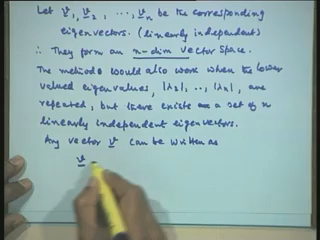 Let v1, v2, ..., vn be the corresponding
eigenvectors. (linearly independent)
∴ They form an n-dim vector space.
The methods would also work when the lower
valued eigenvalues, |λ2|, .., |λn|, are
repeated, but there exists a set of n
linearly independent eigenvectors.
Any vector v can be written as
v =